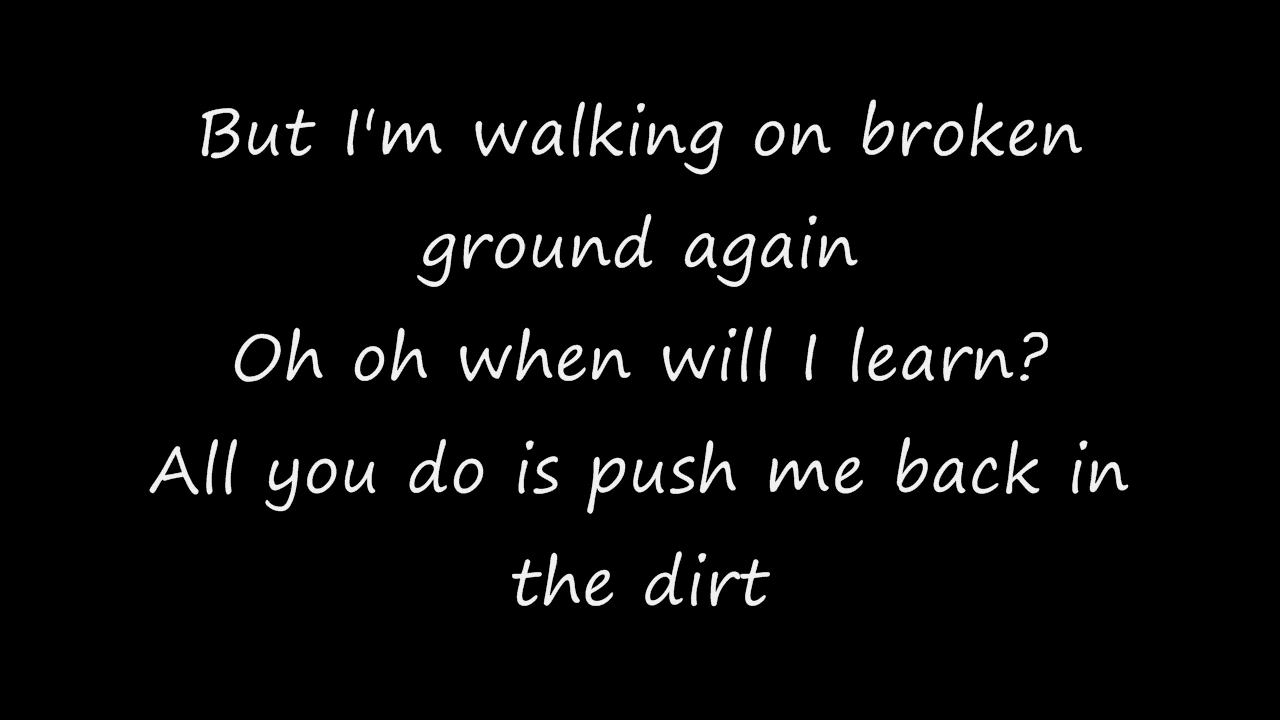 But I'm walking on broken
ground again
Oh oh when will I learn?
All you do is push me back in
the dirt